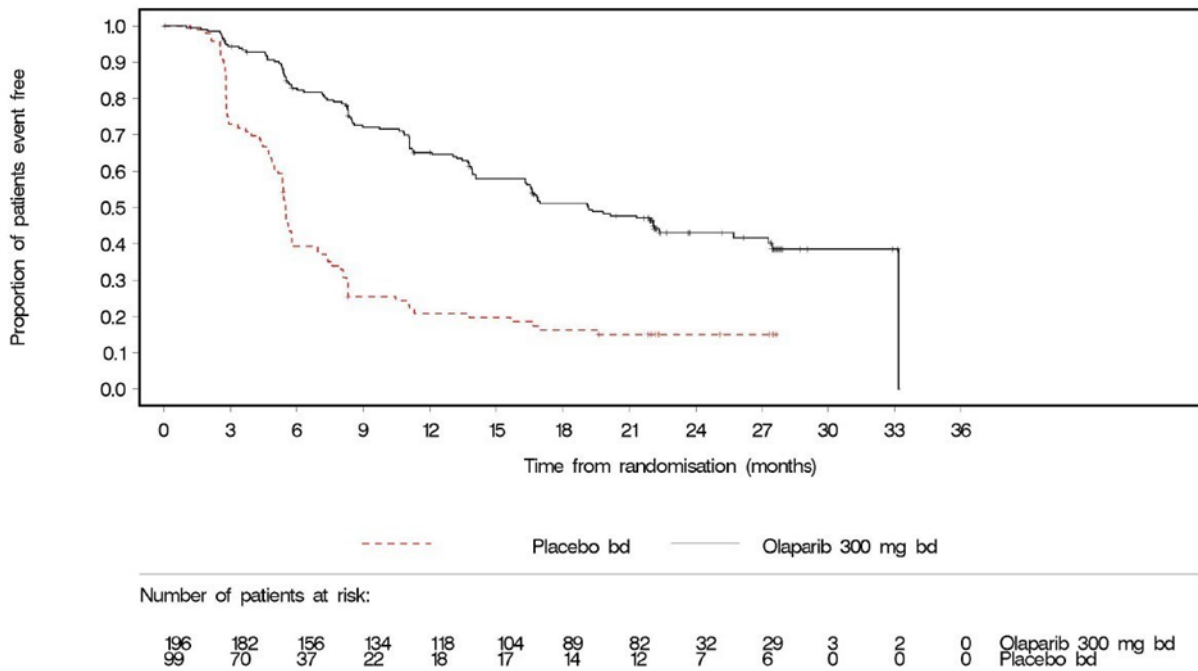 Proportion of patients event free
1.0
0.9
0.8
0.7
0.6
0.5
0.4
0.3
0.2
0.1
0.0
0 3 6 9 12 15 18 21 24 27 30 33 36
Time from randomisation (months)
Placebo bd Olaparib 300 mg bd
Number of patients at risk:
196 182 156 134 118 104 89 82 32 29 3 2 0 Olaparib 300 mg bd
99 70 37 22 18 17 14 12 7 6 0 0 0 Placebo bd